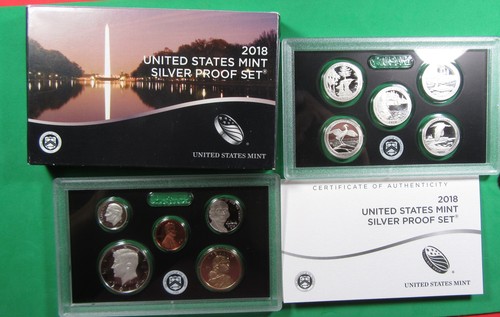 2018
UNITED STATES MINT
SILVER PROOF SET®
UNITED STATES MINT
CERTIFICATE OF AUTHENTICITY
2018
UNITED STATES MINT
SILVER PROOF SET®
UNITED STATES MINT